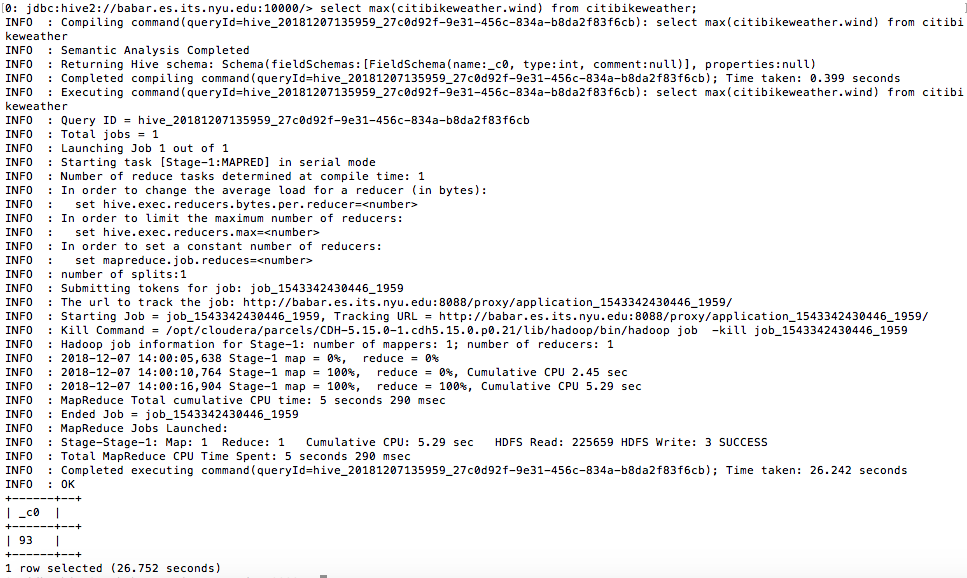 0: jdbc:hive2://babar.es.its.nyu.edu:10000/> select max(citibikeweather.wind) from citibikeweather;
INFO  : Compiling command(queryId=hive_20181207135959_27c0d92f-9e31-456c-834a-b8da2f83f6cb): select max(citibikeweather.wind) from citibi
keweather
INFO  : Semantic Analysis Completed
INFO  : Returning Hive schema: Schema(fieldSchemas:[FieldSchema(name:_c0, type:int, comment:null)], properties:null)
INFO  : Completed compiling command(queryId=hive_20181207135959_27c0d92f-9e31-456c-834a-b8da2f83f6cb); Time taken: 0.399 seconds
INFO  : Executing command(queryId=hive_20181207135959_27c0d92f-9e31-456c-834a-b8da2f83f6cb): select max(citibikeweather.wind) from citibi
keweather
INFO  : Query ID = hive_20181207135959_27c0d92f-9e31-456c-834a-b8da2f83f6cb
INFO  : Total jobs = 1
INFO  : Launching Job 1 out of 1
INFO  : Starting task [Stage-1:MAPRED] in serial mode
INFO  : Number of reduce tasks determined at compile time: 1
INFO  : In order to change the average load for a reducer (in bytes):
INFO  :   set hive.exec.reducers.bytes.per.reducer=<number>
INFO  : In order to limit the maximum number of reducers:
INFO  :   set hive.exec.reducers.max=<number>
INFO  : In order to set a constant number of reducers:
INFO  :   set mapreduce.job.reduces=<number>
INFO  : number of splits:1
INFO  : Submitting tokens for job: job_1543342430446_1959
INFO  : The url to track the job: http://babar.es.its.nyu.edu:8088/proxy/application_1543342430446_1959/
INFO  : Starting Job = job_1543342430446_1959, Tracking URL = http://babar.es.its.nyu.edu:8088/proxy/application_1543342430446_1959/
INFO  : Kill Command = /opt/cloudera/parcels/CDH-5.15.0-1.cdh5.15.0.p0.21/lib/hadoop/bin/hadoop job  -kill job_1543342430446_1959
INFO  : Hadoop job information for Stage-1: number of mappers: 1; number of reducers: 1
INFO  : 2018-12-07 14:00:05,638 Stage-1 map = 0%,  reduce = 0%
INFO  : 2018-12-07 14:00:10,764 Stage-1 map = 100%,  reduce = 0%, Cumulative CPU 2.45 sec
INFO  : 2018-12-07 14:00:16,904 Stage-1 map = 100%,  reduce = 100%, Cumulative CPU 5.29 sec
INFO  : MapReduce Total cumulative CPU time: 5 seconds 290 msec
INFO  : Ended Job = job_1543342430446_1959
INFO  : MapReduce Jobs Launched:
INFO  : Stage-Stage-1: Map: 1  Reduce: 1   Cumulative CPU: 5.29 sec   HDFS Read: 225659 HDFS Write: 3 SUCCESS
INFO  : Total MapReduce CPU Time Spent: 5 seconds 290 msec
INFO  : Completed executing command(queryId=hive_20181207135959_27c0d92f-9e31-456c-834a-b8da2f83f6cb); Time taken: 26.242 seconds
INFO  : OK
+------+--+
| _c0  |
+------+--+
| 93   |
+------+--+
1 row selected (26.752 seconds)